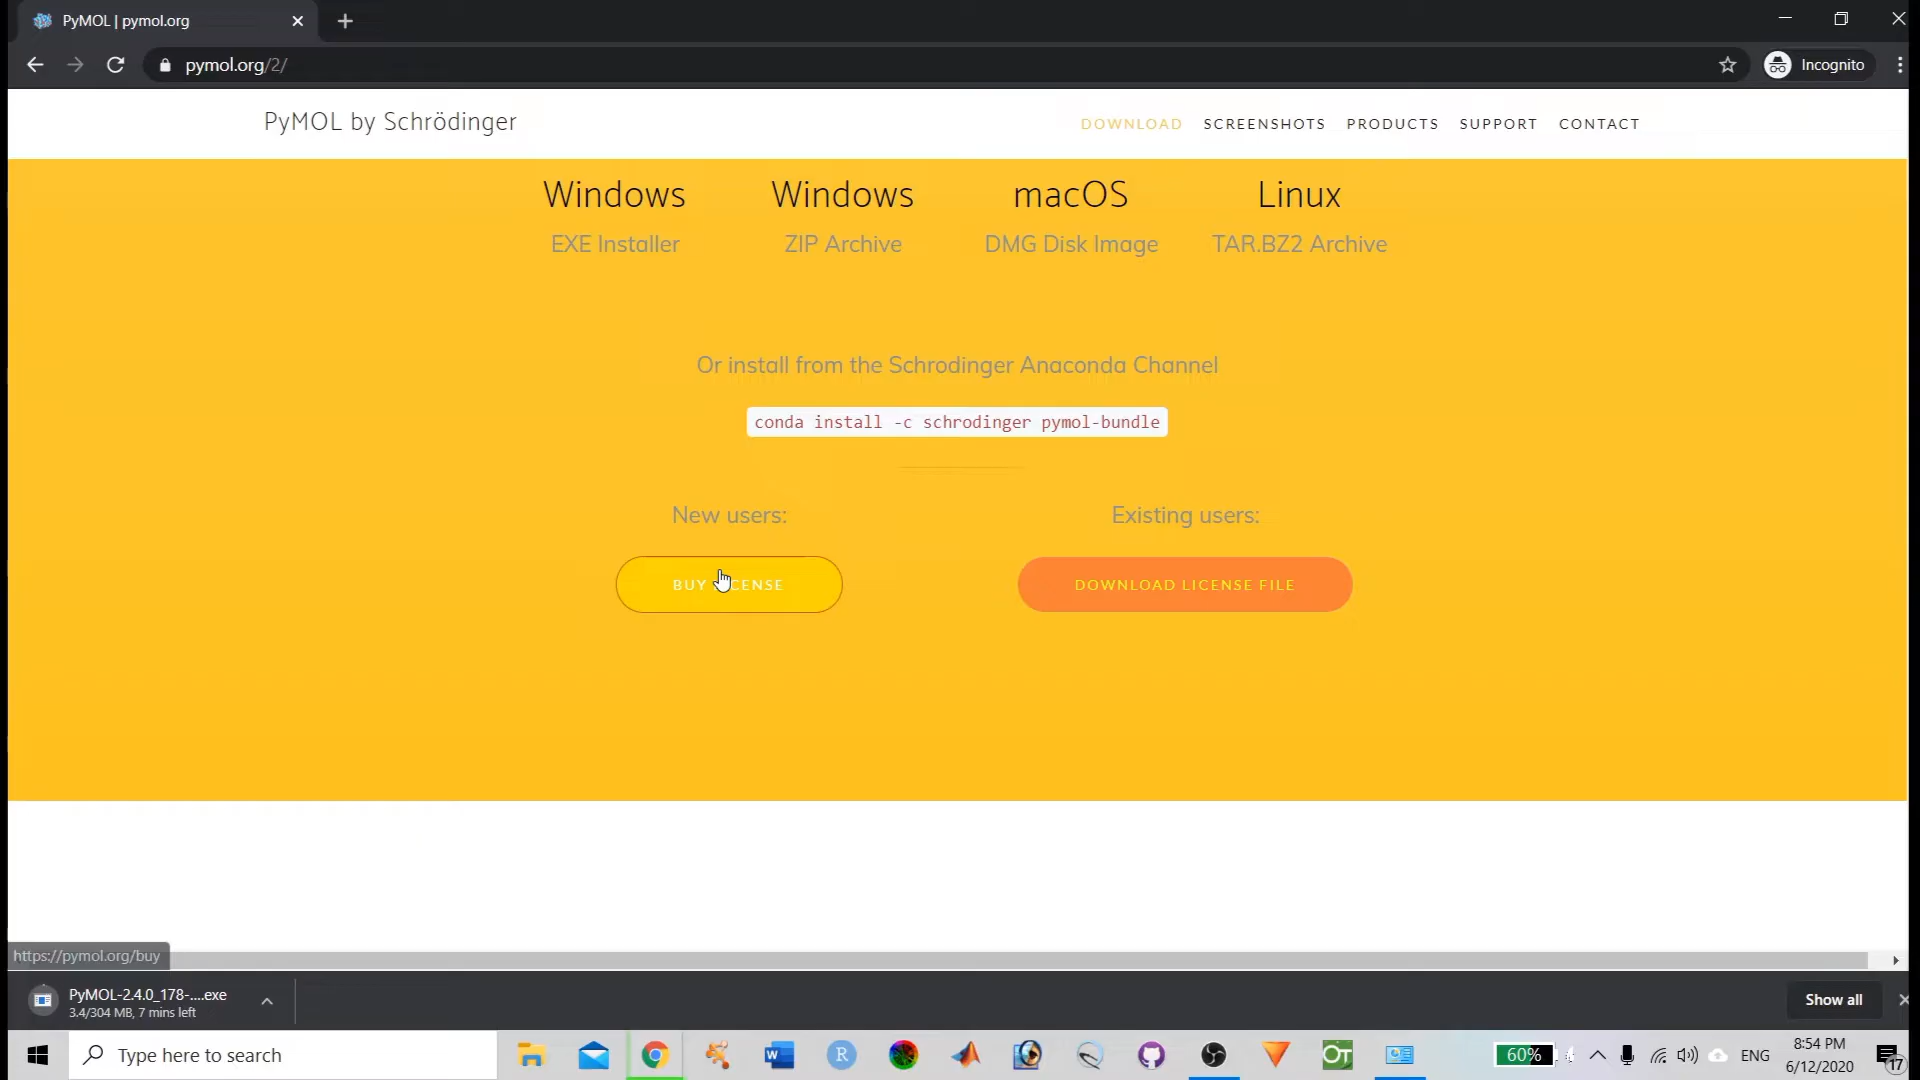 PyMOL | pymol.org
pymol.org/2/
Incognito
PyMOL by Schrödinger
DOWNLOAD SCREENSHOTS PRODUCTS SUPPORT CONTACT
Windows Windows macOS Linux
EXE Installer ZIP Archive DMG Disk Image TAR.BZ2 Archive
Or install from the Schrodinger Anaconda Channel
conda install -c schrodinger pymol-bundle
New users: Existing users:
BUY LICENSE DOWNLOAD LICENSE FILE
https://pymol.org/buy
PyMOL-2.4.0_178-....exe
3.4/304 MB, 7 mins left
Show all
Type here to search
60%
ENG
8:54 PM
6/12/2020
17